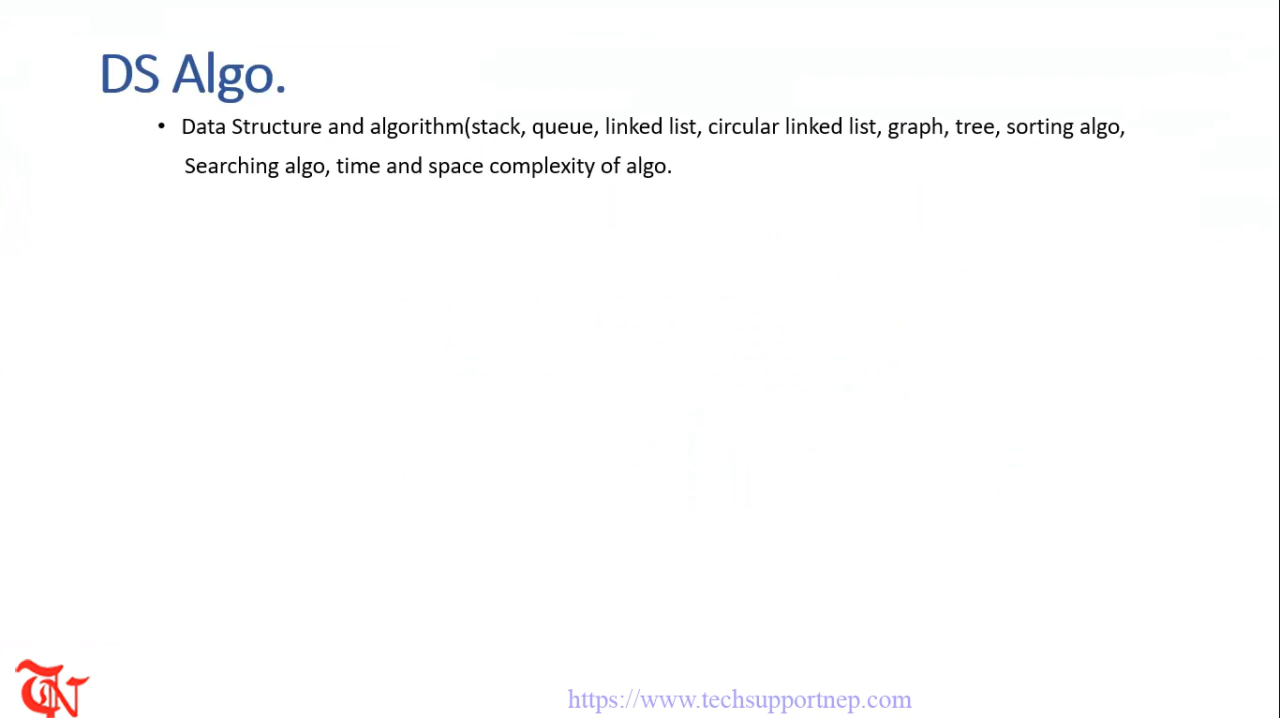 DS Algo.
• Data Structure and algorithm(stack, queue, linked list, circular linked list, graph, tree, sorting algo,
Searching algo, time and space complexity of algo.
TN
https://www.techsupportnep.com